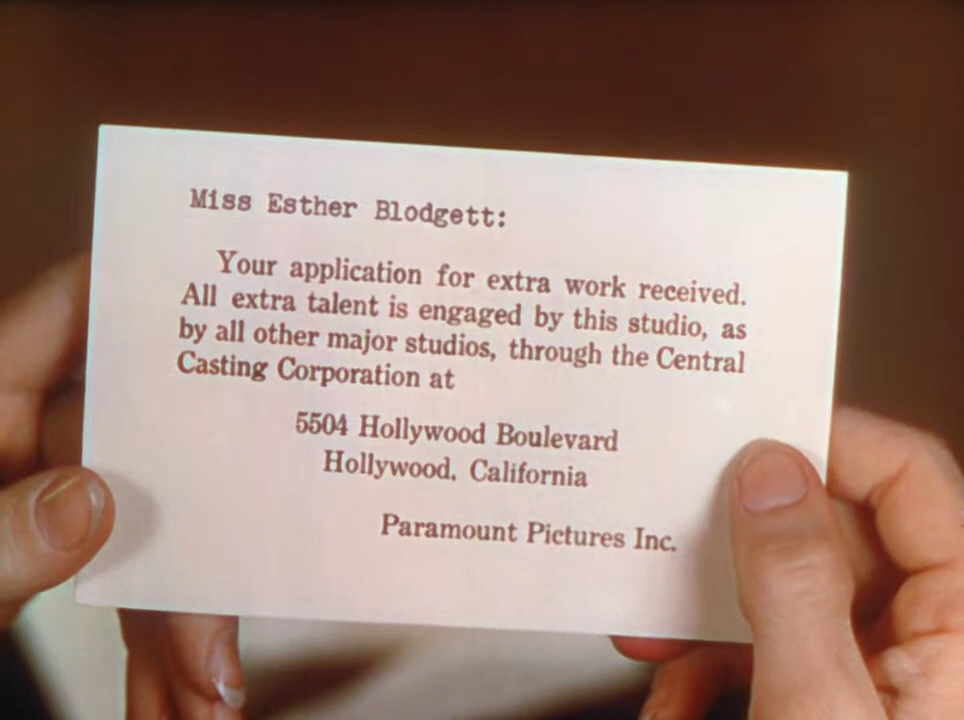 Miss Esther Blodgett:
Your application for extra work received.
All extra talent is engaged by this studio, as
by all other major studios, through the Central
Casting Corporation at
5504 Hollywood Boulevard
Hollywood, California
Paramount Pictures Inc.